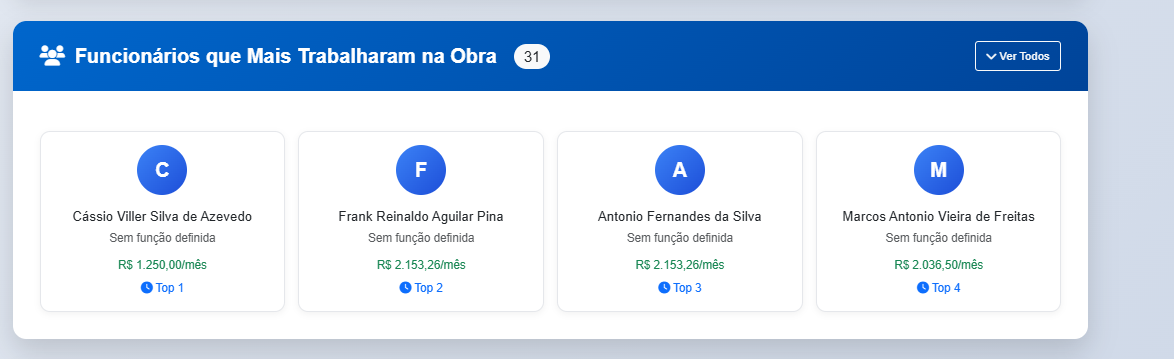 Funcionários que Mais Trabalharam na Obra 31 Ver Todos
C
Cássio Viller Silva de Azevedo
Sem função definida
R$ 1.250,00/mês
Top 1
F
Frank Reinaldo Aguilar Pina
Sem função definida
R$ 2.153,26/mês
Top 2
A
Antonio Fernandes da Silva
Sem função definida
R$ 2.153,26/mês
Top 3
M
Marcos Antonio Vieira de Freitas
Sem função definida
R$ 2.036,50/mês
Top 4